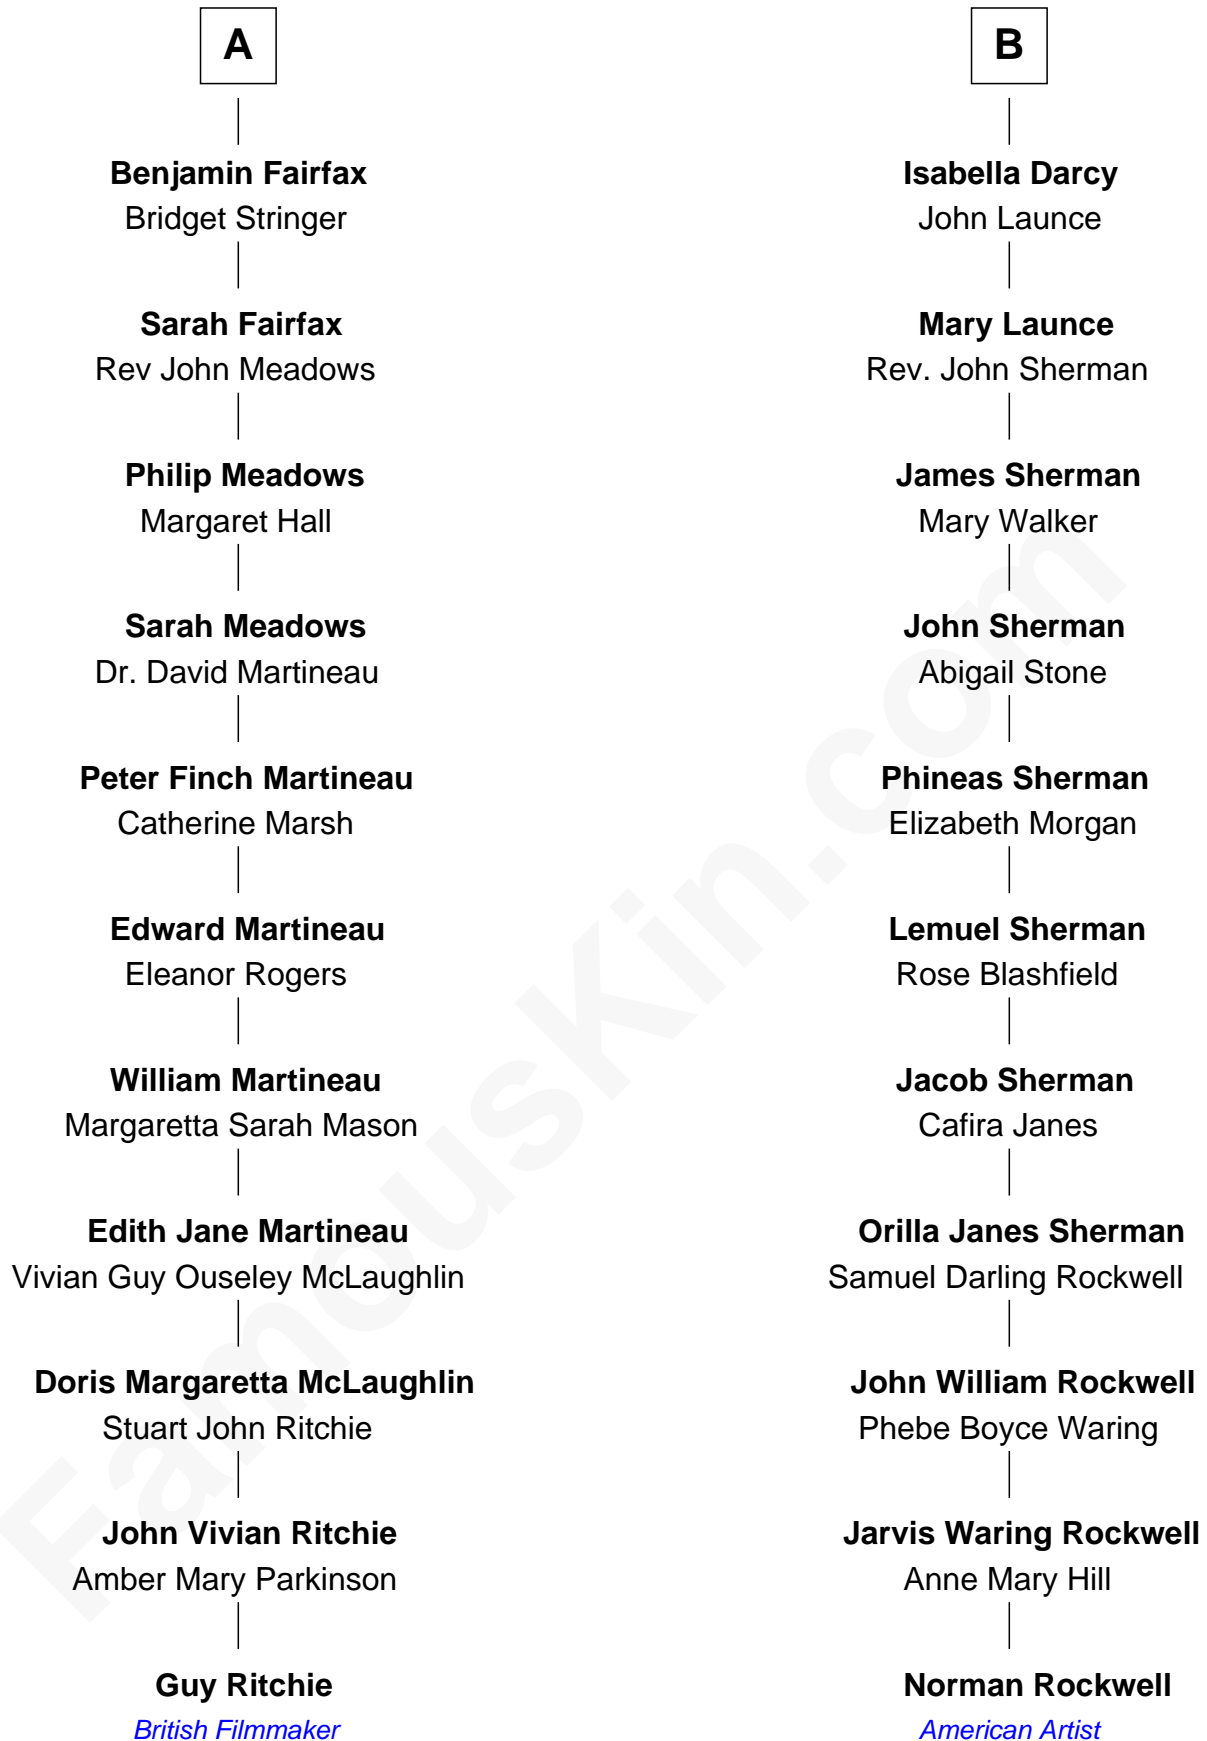 A
Benjamin Fairfax
Bridget Stringer
Sarah Fairfax
Rev John Meadows
Philip Meadows
Margaret Hall
Sarah Meadows
Dr. David Martineau
Peter Finch Martineau
Catherine Marsh
Edward Martineau
Eleanor Rogers
William Martineau
Margaretta Sarah Mason
Edith Jane Martineau
Vivian Guy Ouseley McLaughlin
Doris Margaretta McLaughlin
Stuart John Ritchie
John Vivian Ritchie
Amber Mary Parkinson
Guy Ritchie
British Filmmaker
B
Isabella Darcy
John Launce
Mary Launce
Rev. John Sherman
James Sherman
Mary Walker
John Sherman
Abigail Stone
Phineas Sherman
Elizabeth Morgan
Lemuel Sherman
Rose Blashfield
Jacob Sherman
Cafira Janes
Orilla Janes Sherman
Samuel Darling Rockwell
John William Rockwell
Phebe Boyce Waring
Jarvis Waring Rockwell
Anne Mary Hill
Norman Rockwell
American Artist
FamousKin.com